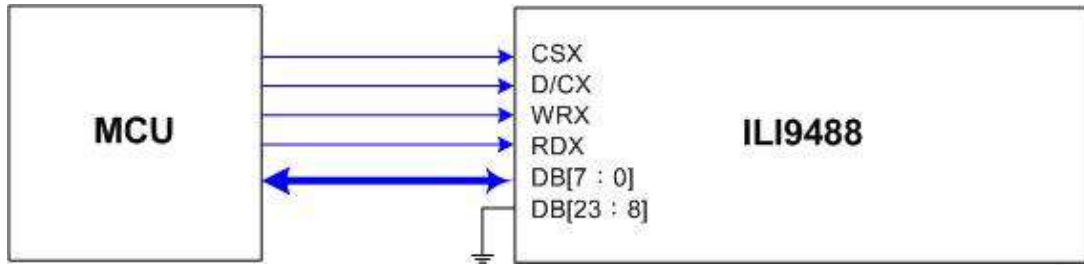 MCU
CSX
D/CX
WRX
RDX
DB[7：0]
DB[23：8]
ILI9488